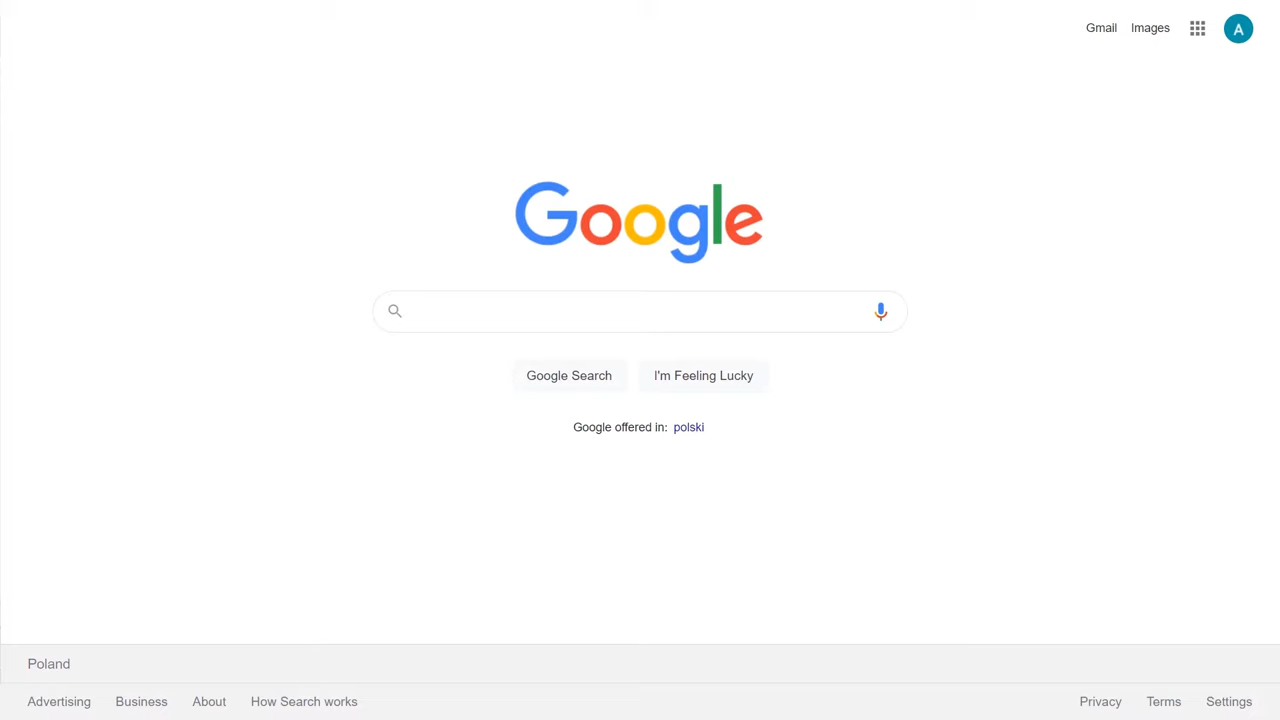 Gmail Images A
Google
Google Search I'm Feeling Lucky
Google offered in: polski
Poland
Advertising Business About How Search works Privacy Terms Settings